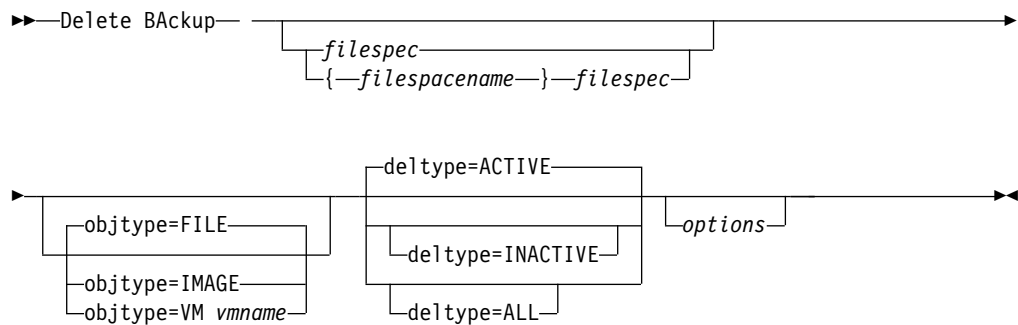 Delete BAckup
filespec
{ filespacename } filespec
deltype=ACTIVE
objtype=FILE
options
deltype=INACTIVE
objtype=IMAGE
objtype=VM vmname
deltype=ALL